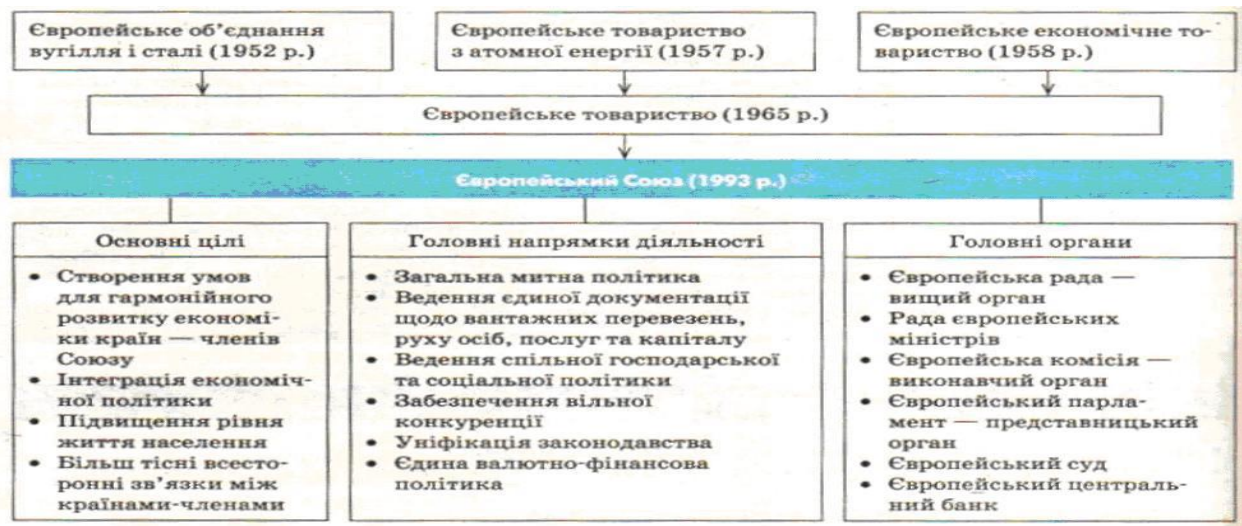 Європейське об’єднання
вугілля і сталі (1952 р.)
Європейське товариство
з атомної енергії (1957 р.)
Європейське економічне то-
вариство (1958 р.)
Європейське товариство (1965 р.)
Європейський Союз (1993 р.)
Основні цілі
• Створення умов
для гармонійного
розвитку економі-
ки країн — членів
Союзу
• Інтеграція економіч-
ної політики
• Підвищення рівня
життя населення
• Більш тісні всесто-
ронні зв’язки між
країнами-членами
Головні напрямки діяльності
• Загальна митна політика
• Ведення єдиної документації
щодо вантажних перевезень,
руху осіб, послуг та капіталу
• Ведення спільної господарської
та соціальної політики
• Забезпечення вільної
конкуренції
• Уніфікація законодавства
• Єдина валютно-фінансова
політика
Головні органи
• Європейська рада —
вищий орган
• Рада європейських
міністрів
• Європейська комісія —
виконавчий орган
• Європейський парла-
мент — представницький
орган
• Європейський суд
• Європейський централь-
ний банк